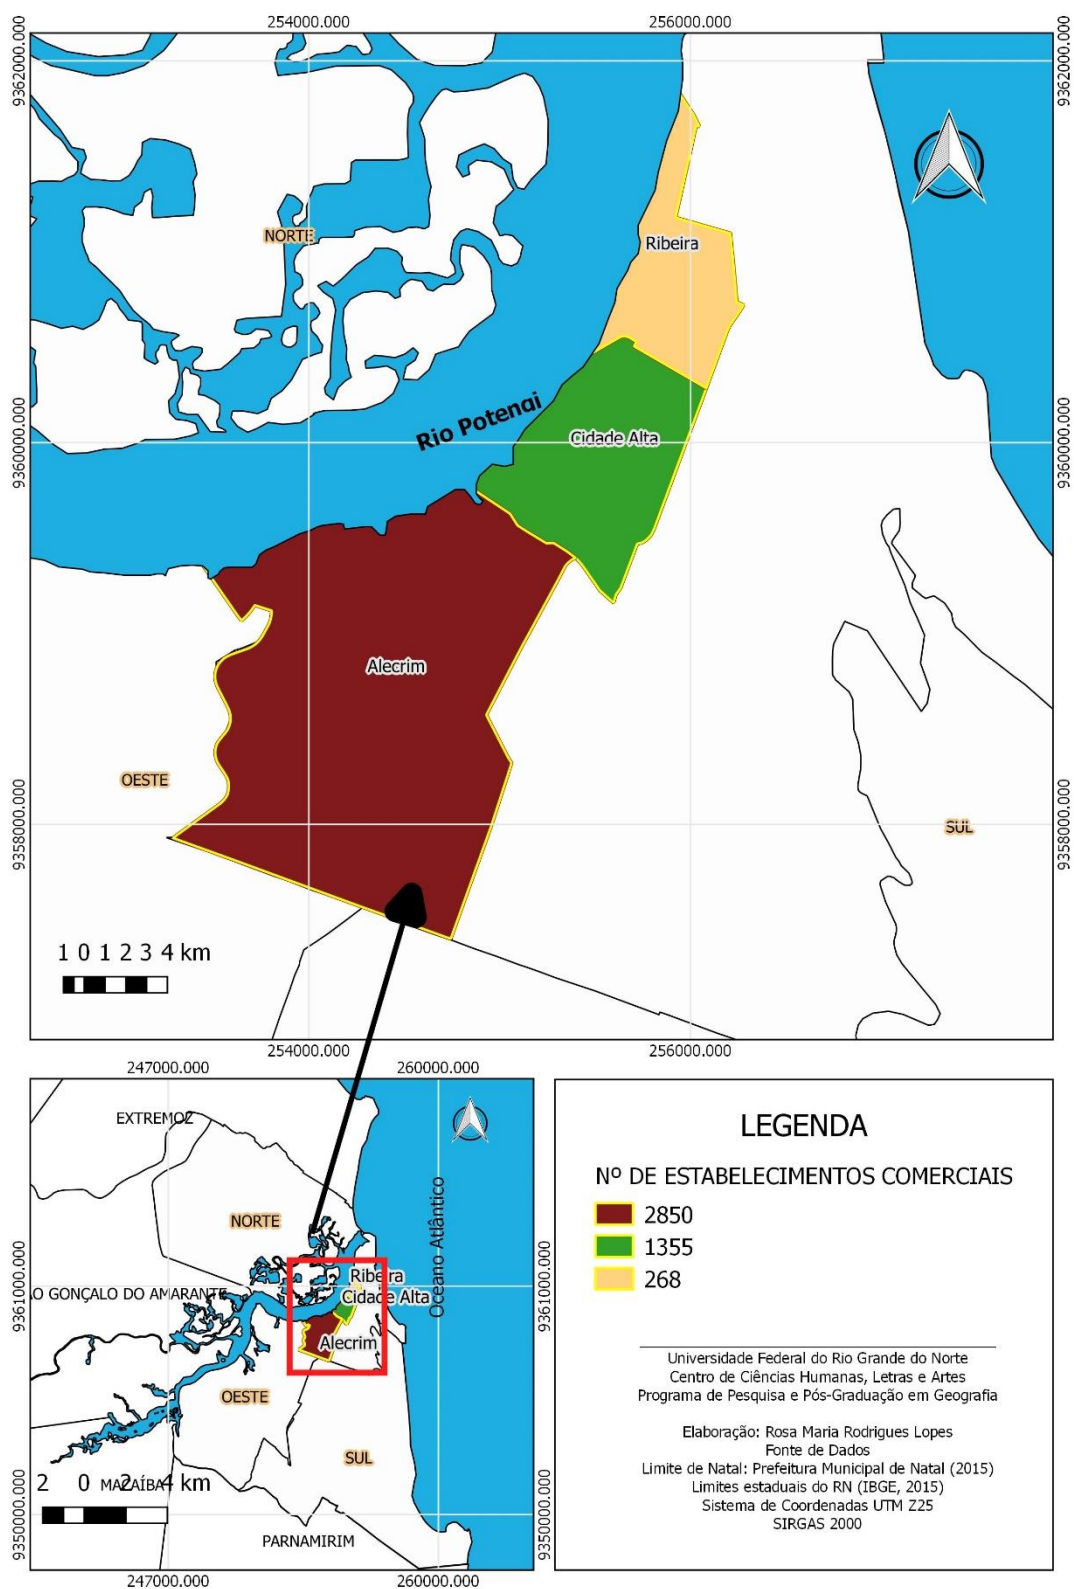 254000.000
256000.000
9362000.000
9362000.000
NORTE
Ribeira
Rio Potengi
Cidade Alta
9360000.000
9360000.000
Alecrim
OESTE
SUL
9358000.000
9358000.000
1 0 1 2 3 4 km
254000.000
256000.000
247000.000
260000.000
EXTREMOZ
NORTE
Oceano Atlântico
Ribeira
9361000.000
9361000.000
ÃO GONÇALO DO AMARANTE
Cidade Alta
Alecrim
OESTE
SUL
2 0 2 4 km
MACAÍBA
9350000.000
9350000.000
PARNAMIRIM
247000.000
260000.000
LEGENDA
Nº DE ESTABELECIMENTOS COMERCIAIS
2850
1355
268
Universidade Federal do Rio Grande do Norte
Centro de Ciências Humanas, Letras e Artes
Programa de Pesquisa e Pós-Graduação em Geografia
Elaboração: Rosa Maria Rodrigues Lopes
Fonte de Dados
Limite de Natal: Prefeitura Municipal de Natal (2015)
Limites estaduais do RN (IBGE, 2015)
Sistema de Coordenadas UTM Z25
SIRGAS 2000